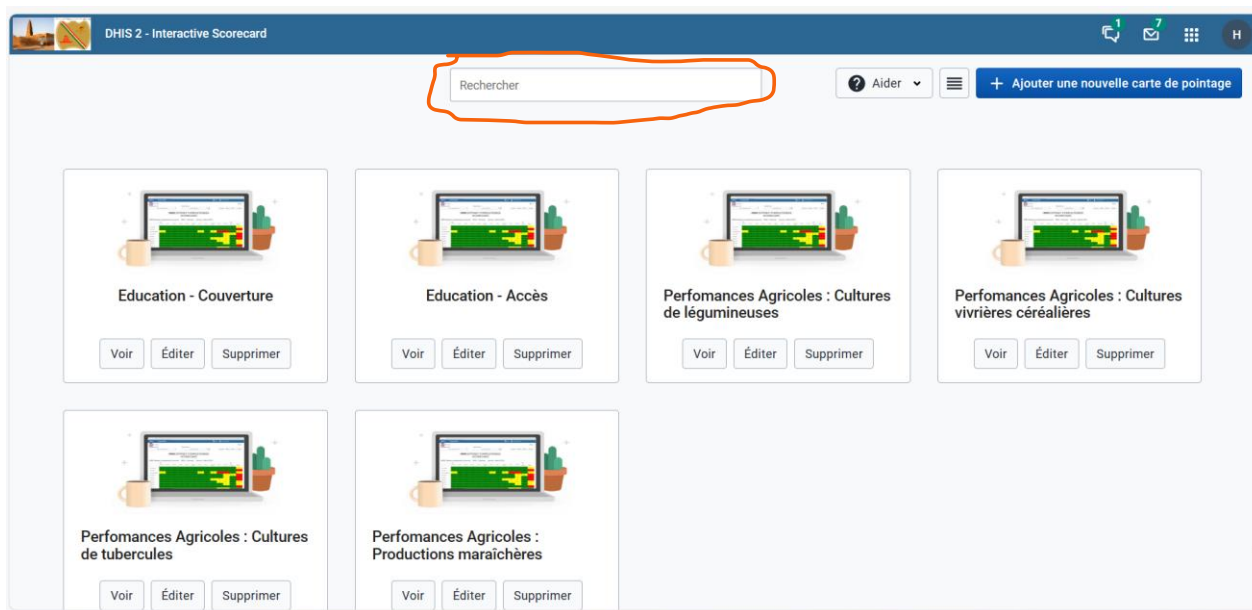 DHIS 2 - Interactive Scorecard
1
7
H
Rechercher
Aider
+ Ajouter une nouvelle carte de pointage
Education - Couverture
Voir Éditer Supprimer
Education - Accès
Voir Éditer Supprimer
Perfomances Agricoles : Cultures
de légumineuses
Voir Éditer Supprimer
Perfomances Agricoles : Cultures
vivrières céréalières
Voir Éditer Supprimer
Perfomances Agricoles : Cultures
de tubercules
Voir Éditer Supprimer
Perfomances Agricoles :
Productions maraîchères
Voir Éditer Supprimer